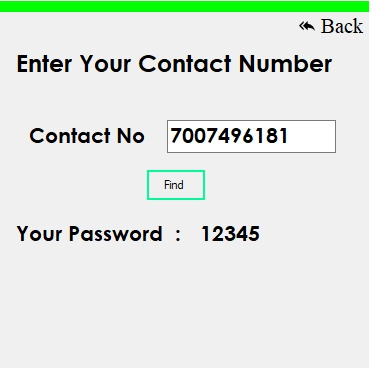 Back
Enter Your Contact Number
Contact No 7007496181
Find
Your Password : 12345